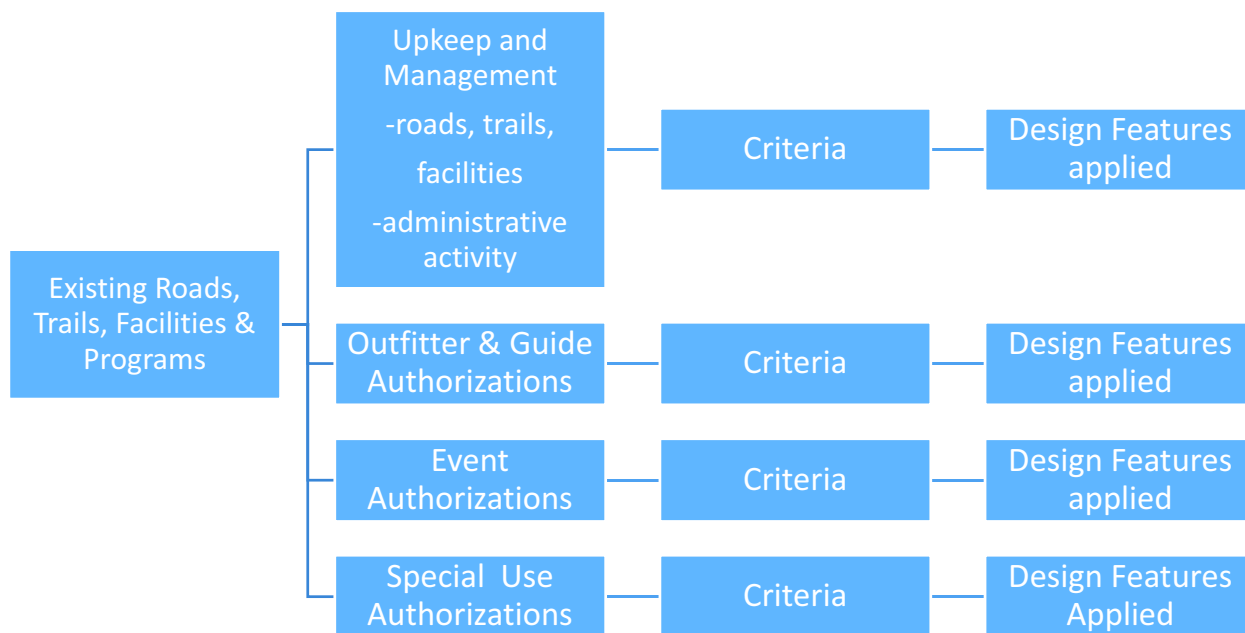 Existing Roads,
Trails, Facilities &
Programs
Upkeep and
Management
-roads, trails,
facilities
-administrative
activity
Criteria
Design Features
applied
Outfitter & Guide
Authorizations
Criteria
Design Features
applied
Event
Authorizations
Criteria
Design Features
applied
Special  Use
Authorizations
Criteria
Design Features
Applied